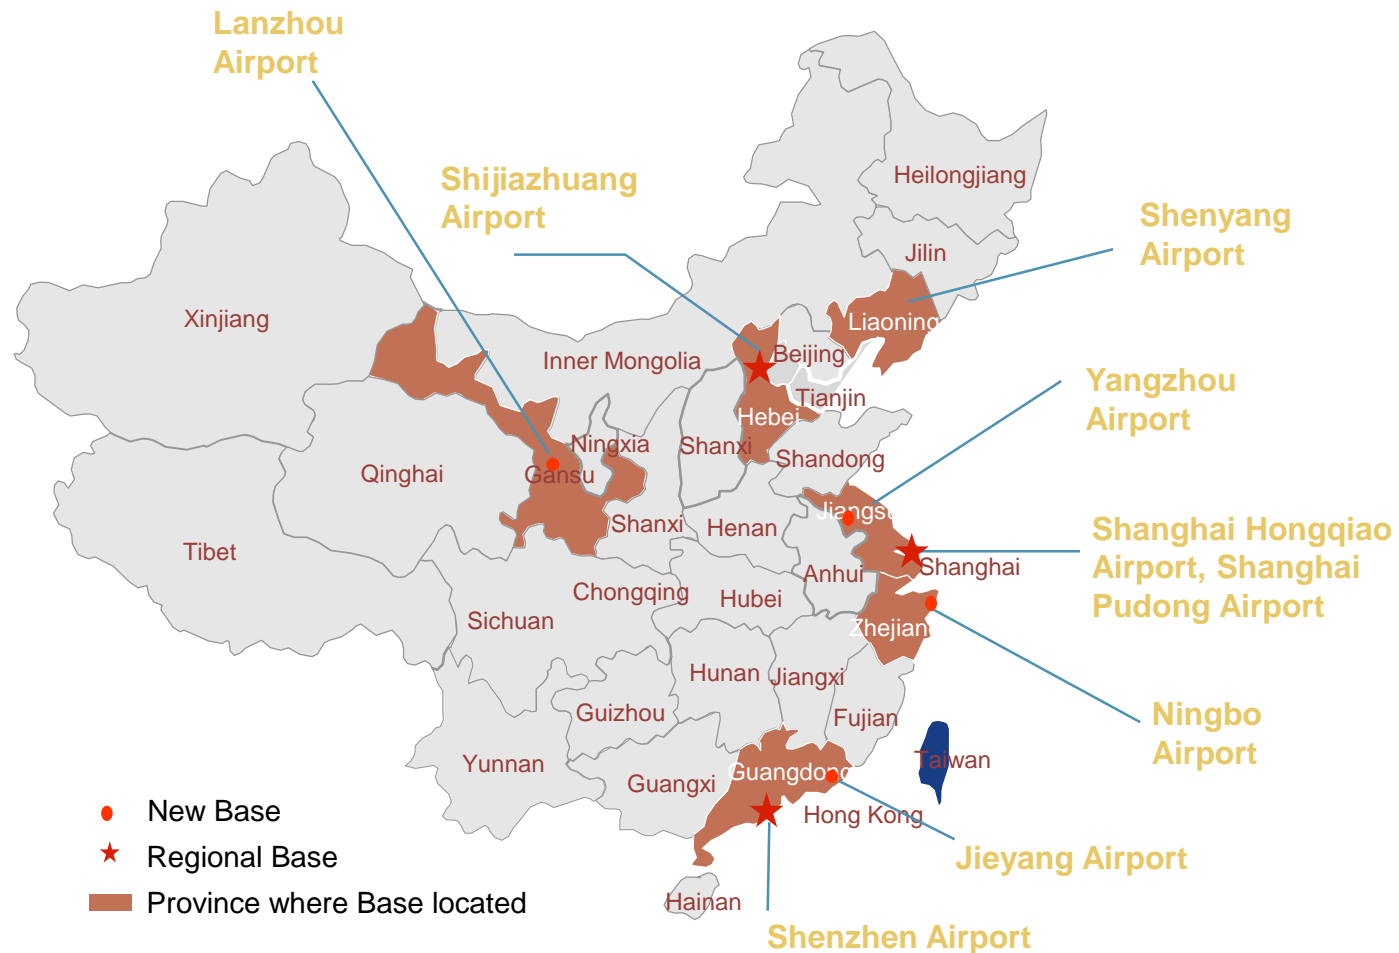 Lanzhou
Airport
Shijiazhuang
Airport
Heilongjiang
Shenyang
Airport
Jilin
Xinjiang
Liaoning
Inner Mongolia
Beijing
Yangzhou
Airport
Tianjin
Hebei
Ningxia
Shanxi
Shandong
Qinghai
Gansu
Jiangsu
Shanxi
Henan
Shanghai Hongqiao
Airport, Shanghai
Pudong Airport
Tibet
Anhui
Shanghai
Chongqing
Hubei
Sichuan
Zhejiang
Hunan
Jiangxi
Guizhou
Fujian
Ningbo
Airport
Yunnan
Guangxi
Guangdong
Taiwan
New Base
Hong Kong
Regional Base
Jieyang Airport
Province where Base located
Hainan
Shenzhen Airport